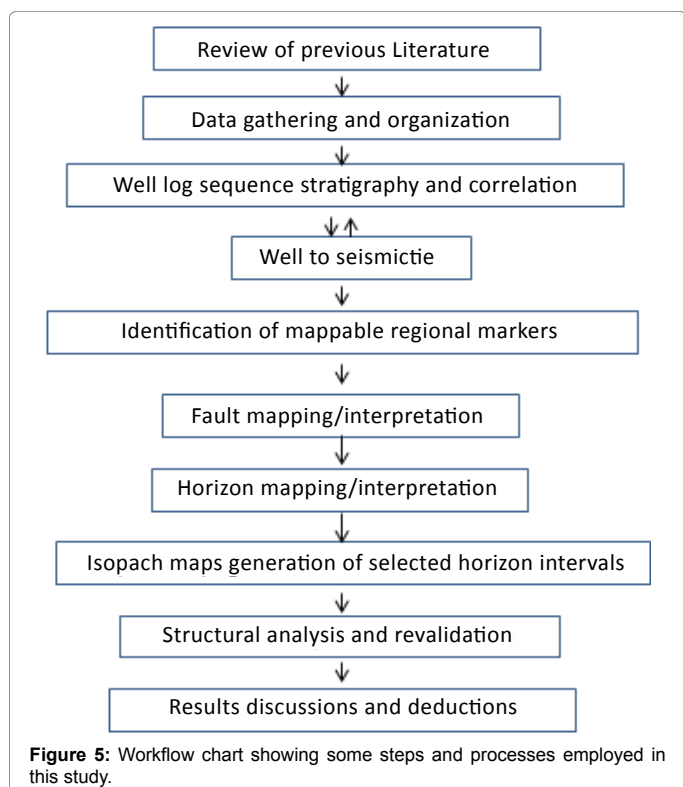 Review of previous Literature
Data gathering and organization
Well log sequence stratigraphy and correlation
Well to seismictie
Identification of mappable regional markers
Fault mapping/interpretation
Horizon mapping/interpretation
Isopach maps generation of selected horizon intervals
Structural analysis and revalidation
Results discussions and deductions
Figure 5: Workflow chart showing some steps and processes employed in
this study.